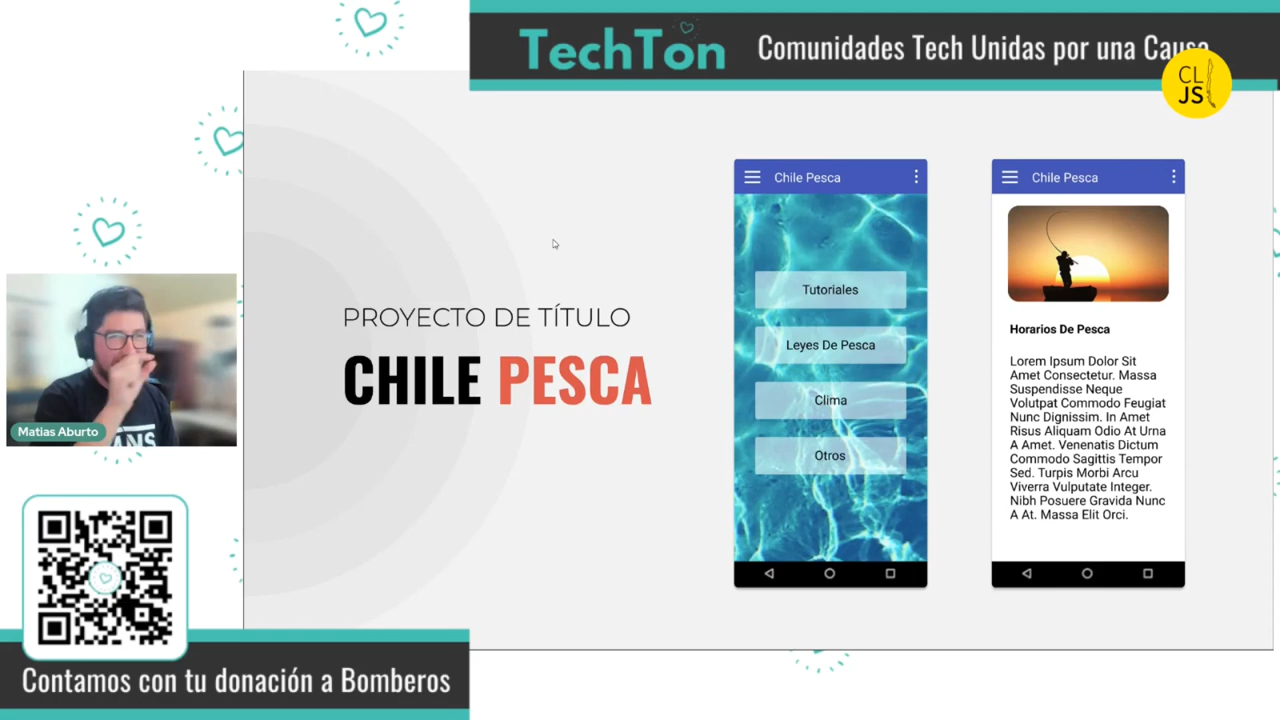 TechTon
Comunidades Tech Unidas por una Causa
CL
JS
PROYECTO DE TÍTULO
CHILE PESCA
Chile Pesca
Tutoriales
Leyes De Pesca
Clima
Otros
Chile Pesca
Horarios De Pesca
Lorem Ipsum Dolor Sit
Amet Consectetur. Massa
Suspendisse Neque
Volutpat Commodo Feugiat
Nunc Dignissim. In Amet
Risus Aliquam Odio At Urna
A Amet. Venenatis Dictum
Commodo Sagittis Tempor
Sed. Turpis Morbi Arcu
Viverra Vulputate Integer.
Nibh Posuere Gravida Nunc
A At. Massa Elit Orci.
Matias Aburto
VANS
Contamos con tu donación a Bomberos